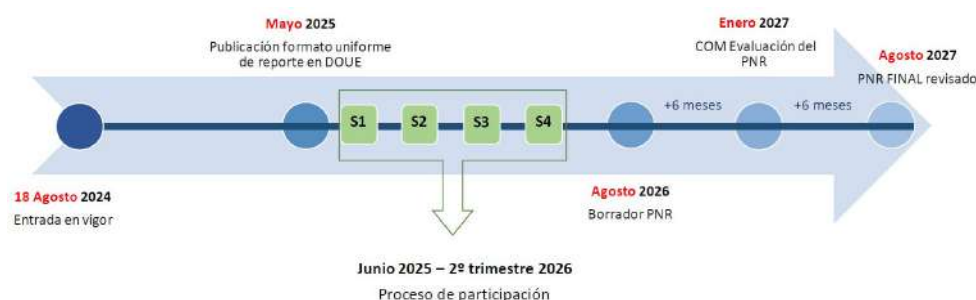 Mayo 2025
Publicación formato uniforme
de reporte en DOUE
Enero 2027
COM Evaluación del
PNR
Agosto 2027
PNR FINAL revisado
S1
S2
S3
S4
+6 meses
+6 meses
18 Agosto 2024
Entrada en vigor
Agosto 2026
Borrador PNR
Junio 2025 – 2º trimestre 2026
Proceso de participación